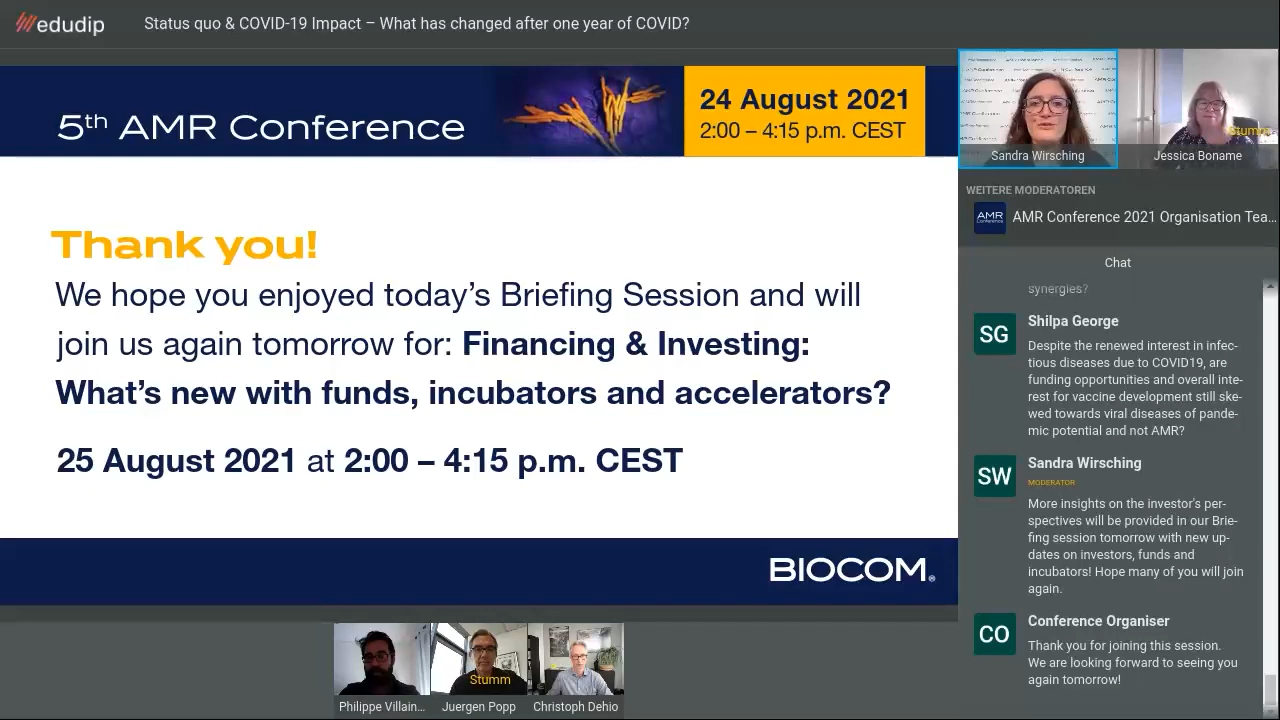 edudip
Status quo & COVID-19 Impact – What has changed after one year of COVID?
5th AMR Conference
24 August 2021
2:00 – 4:15 p.m. CEST
Thank you!
We hope you enjoyed today's Briefing Session and will
join us again tomorrow for: Financing & Investing:
What's new with funds, incubators and accelerators?
25 August 2021 at 2:00 – 4:15 p.m. CEST
BIOCOM®
Stumm
Sandra Wirsching
Jessica Boname
WEITERE MODERATOREN
AMR
Conference
AMR Conference 2021 Organisation Tea...
Chat
synergies?
SG
Shilpa George
Despite the renewed interest in infec-
tious diseases due to COVID19, are
funding opportunities and overall inte-
rest for vaccine development still ske-
wed towards viral diseases of pande-
mic potential and not AMR?
SW
Sandra Wirsching
MODERATOR
More insights on the investor's per-
spectives will be provided in our Brie-
fing session tomorrow with new up-
dates on investors, funds and
incubators! Hope many of you will join
again.
CO
Conference Organiser
Thank you for joining this session.
We are looking forward to seeing you
again tomorrow!
Stumm
Philippe Villain...
Juergen Popp
Christoph Dehio